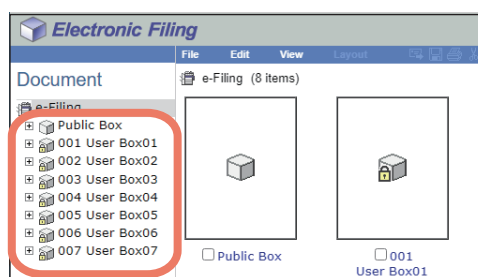 Electronic Filing
File Edit View Layout
Document
e-Filing (8 items)
e-Filing
Public Box
001 User Box01
002 User Box02
003 User Box03
004 User Box04
005 User Box05
006 User Box06
007 User Box07
Public Box
001
User Box01